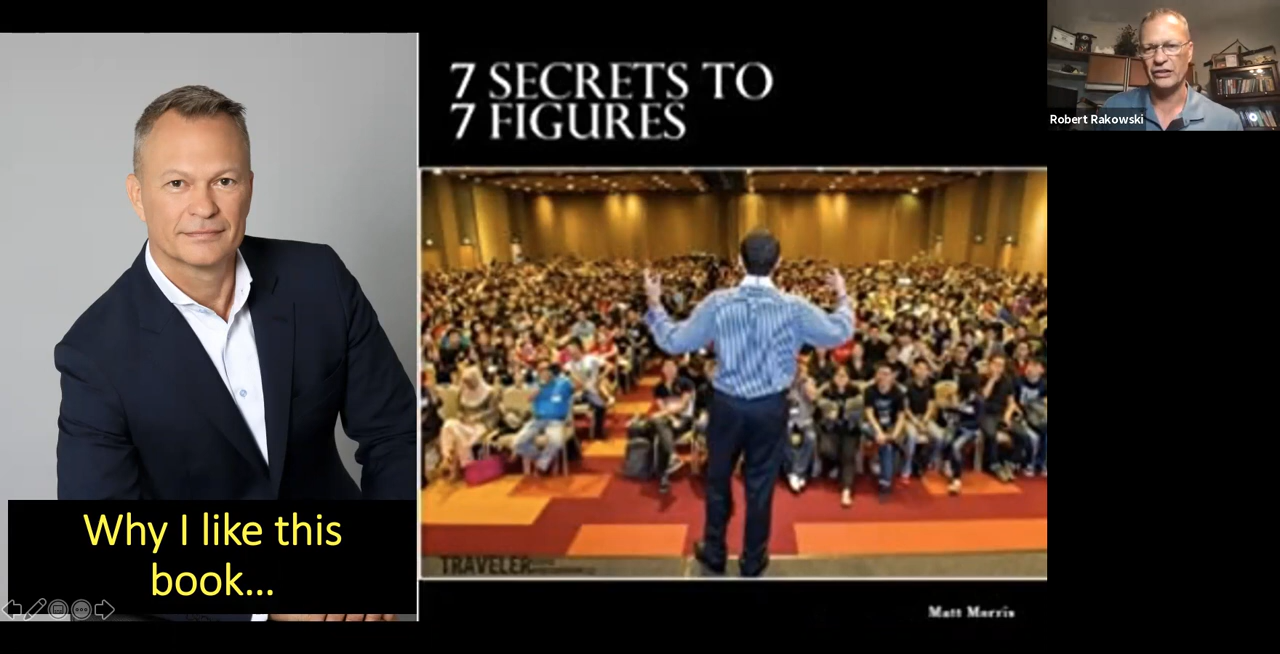 7 SECRETS TO
7 FIGURES
Robert Rakowski
Why I like this
book...
TRAVELER
Matt Morris